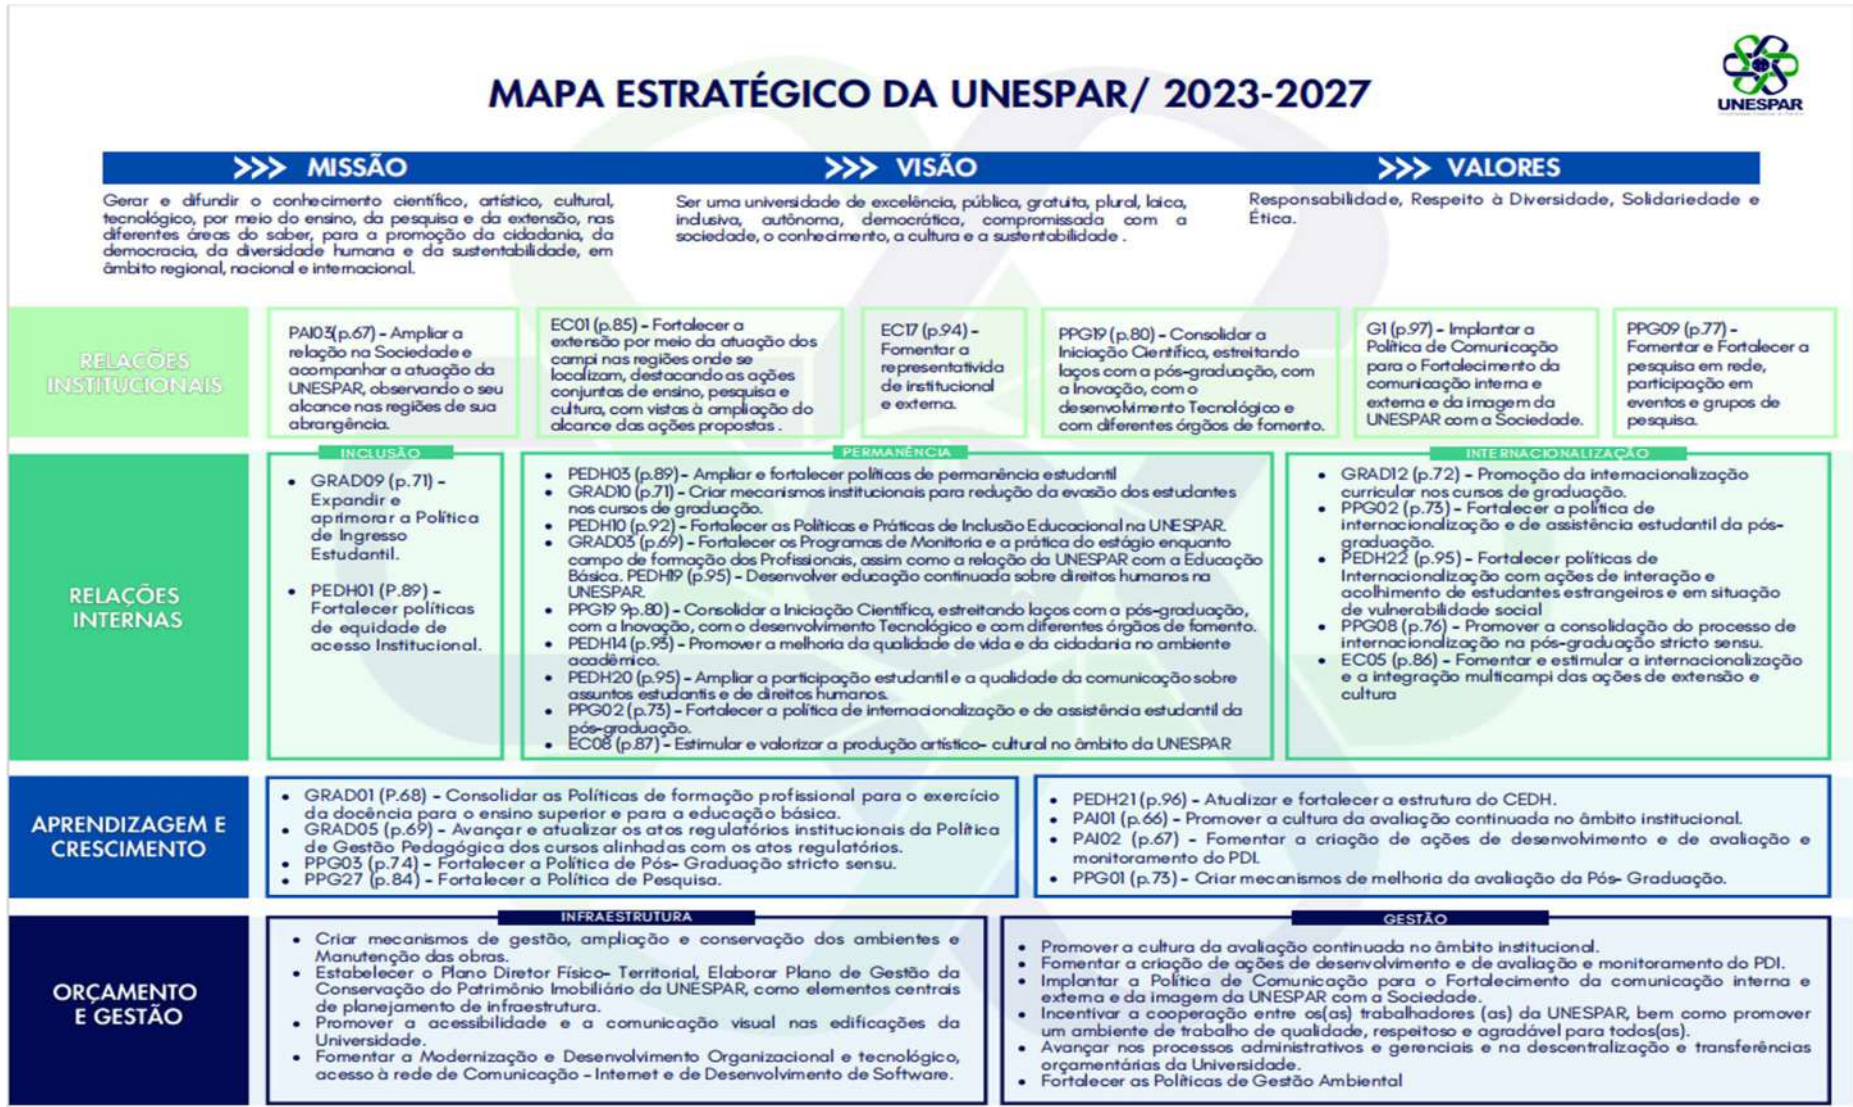 MAPA ESTRATÉGICO DA UNESPAR/ 2023-2027
UNESPAR
>>> MISSÃO
Gerar e difundir o conhecimento científico, artístico, cultural,
tecnológico, por meio do ensino, da pesquisa e da extensão, nas
diferentes áreas do saber, para a promoção da cidadania, da
democracia, da diversidade humana e da sustentabilidade, em
âmbito regional, nacional e internacional.
>>> VISÃO
Ser uma universidade de excelência, pública, gratuita, plural, laica,
inclusiva, autônoma, democrática, compromissada com a
sociedade, o conhecimento, a cultura e a sustentabilidade .
>>> VALORES
Responsabilidade, Respeito à Diversidade, Solidariedade e
Ética.
RELAÇÕES
INSTITUCIONAIS
PAI03(p.67) - Ampliar a
relação na Sociedade e
acompanhar a atuação da
UNESPAR, observando o seu
alcance nas regiões de sua
abrangência.
EC01 (p.85) - Fortalecer a
extensão por meio da atuação dos
campi nas regiões onde se
localizam, destacando as ações
conjuntas de ensino, pesquisa e
cultura, com vistas à ampliação do
alcance das ações propostas .
EC17 (p.94) -
Fomentar a
representativida
de institucional
e externa.
PPG19 (p.80) - Consolidar a
Iniciação Científica, estreitando
laços com a pós-graduação, com
a Inovação, com o
desenvolvimento Tecnológico e
com diferentes órgãos de fomento.
G1 (p.97) - Implantar a
Política de Comunicação
para o Fortalecimento da
comunicação interna e
externa e da imagem da
UNESPAR com a Sociedade.
PPG09 (p.77) -
Fomentar e Fortalecer a
pesquisa em rede,
participação em
eventos e grupos de
pesquisa.
RELAÇÕES
INTERNAS
INCLUSÃO
• GRAD09 (p.71) -
Expandir e
aprimorar a Política
de Ingresso
Estudantil.
• PEDH01 (P.89) -
Fortalecer políticas
de equidade de
acesso Institucional.
PERMANÊNCIA
• PEDH03 (p.89)- Ampliar e fortalecer políticas de permanência estudantil
• GRAD10 (p.71) - Criar mecanismos institucionais para redução da evasão dos estudantes
nos cursos de graduação.
• PEDH10 (p.92) - Fortalecer as Políticas e Práticas de Inclusão Educacional na UNESPAR.
• GRAD03 (p.69) - Fortalecer os Programas de Monitoria e a prática do estágio enquanto
campo de formação dos Profissionais, assim como a relação da UNESPAR com a Educação
Básica. PEDH19 (p.95) - Desenvolver educação continuada sobre direitos humanos na
UNESPAR.
• PPG19 9p.80) - Consolidar a Iniciação Científica, estreitando laços com a pós-graduação,
com a Inovação, com o desenvolvimento Tecnológico e com diferentes órgãos de fomento.
• PEDH14 (p.93) - Promover a melhoria da qualidade de vida e da cidadania no ambiente
acadêmico.
• PEDH20 (p.95) - Ampliar a participação estudantil e a qualidade da comunicação sobre
assuntos estudantis e de direitos humanos.
• PPG02 (p.73) - Fortalecer a política de internacionalização e de assistência estudantil da
pós-graduação.
• EC08 (p.87) - Estimular e valorizar a produção artístico- cultural no âmbito da UNESPAR
INTERNACIONALIZAÇÃO
• GRAD12 (p.72) - Promoção da internacionalização
curricular nos cursos de graduação.
• PPG02 (p.73) - Fortalecer a política de
internacionalização e de assistência estudantil da pós-
graduação.
• PEDH22 (p.95) - Fortalecer políticas de
Internacionalização com ações de interação e
acolhimento de estudantes estrangeiros e em situação
de vulnerabilidade social
• PPG08 (p.76) - Promover a consolidação do processo de
internacionalização na pós-graduação stricto sensu.
• EC05 (p.86) - Fomentar e estimular a internacionalização
e a integração multicampi das ações de extensão e
cultura
APRENDIZAGEM E
CRESCIMENTO
• GRAD01 (P.68) - Consolidar as Políticas de formação profissional para o exercício
da docência para o ensino superior e para a educação básica.
• GRAD05 (p.69) - Avançar e atualizar os atos regulatórios institucionais da Política
de Gestão Pedagógica dos cursos alinhadas com os atos regulatórios.
• PPG03 (p.74) - Fortalecer a Política de Pós- Graduação stricto sensu.
• PPG27 (p.84) - Fortalecer a Política de Pesquisa.
• PEDH21 (p.96) - Atualizar e fortalecer a estrutura do CEDH.
• PAI01 (p.66) - Promover a cultura da avaliação continuada no âmbito institucional.
• PAI02 (p.67) - Fomentar a criação de ações de desenvolvimento e de avaliação e
monitoramento do PDI.
• PPG01 (p.73) - Criar mecanismos de melhoria da avaliação da Pós- Graduação.
ORÇAMENTO
E GESTÃO
INFRAESTRUTURA
• Criar mecanismos de gestão, ampliação e conservação dos ambientes e
Manutenção das obras.
• Estabelecer o Plano Diretor Físico- Territorial, Elaborar Plano de Gestão da
Conservação do Patrimônio Imobiliário da UNESPAR, como elementos centrais
de planejamento de infraestrutura.
• Promover a acessibilidade e a comunicação visual nas edificações da
Universidade.
• Fomentar a Modernização e Desenvolvimento Organizacional e tecnológico,
acesso à rede de Comunicação - Internet e de Desenvolvimento de Software.
GESTÃO
• Promover a cultura da avaliação continuada no âmbito institucional.
• Fomentar a criação de ações de desenvolvimento e de avaliação e monitoramento do PDI.
• Implantar a Política de Comunicação para o Fortalecimento da comunicação interna e
externa e da imagem da UNESPAR com a Sociedade.
• Incentivar a cooperação entre os(as) trabalhadores (as) da UNESPAR, bem como promover
um ambiente de trabalho de qualidade, respeitoso e agradável para todos(as).
• Avançar nos processos administrativos e gerenciais e na descentralização e transferências
orçamentárias da Universidade.
• Fortalecer as Políticas de Gestão Ambiental